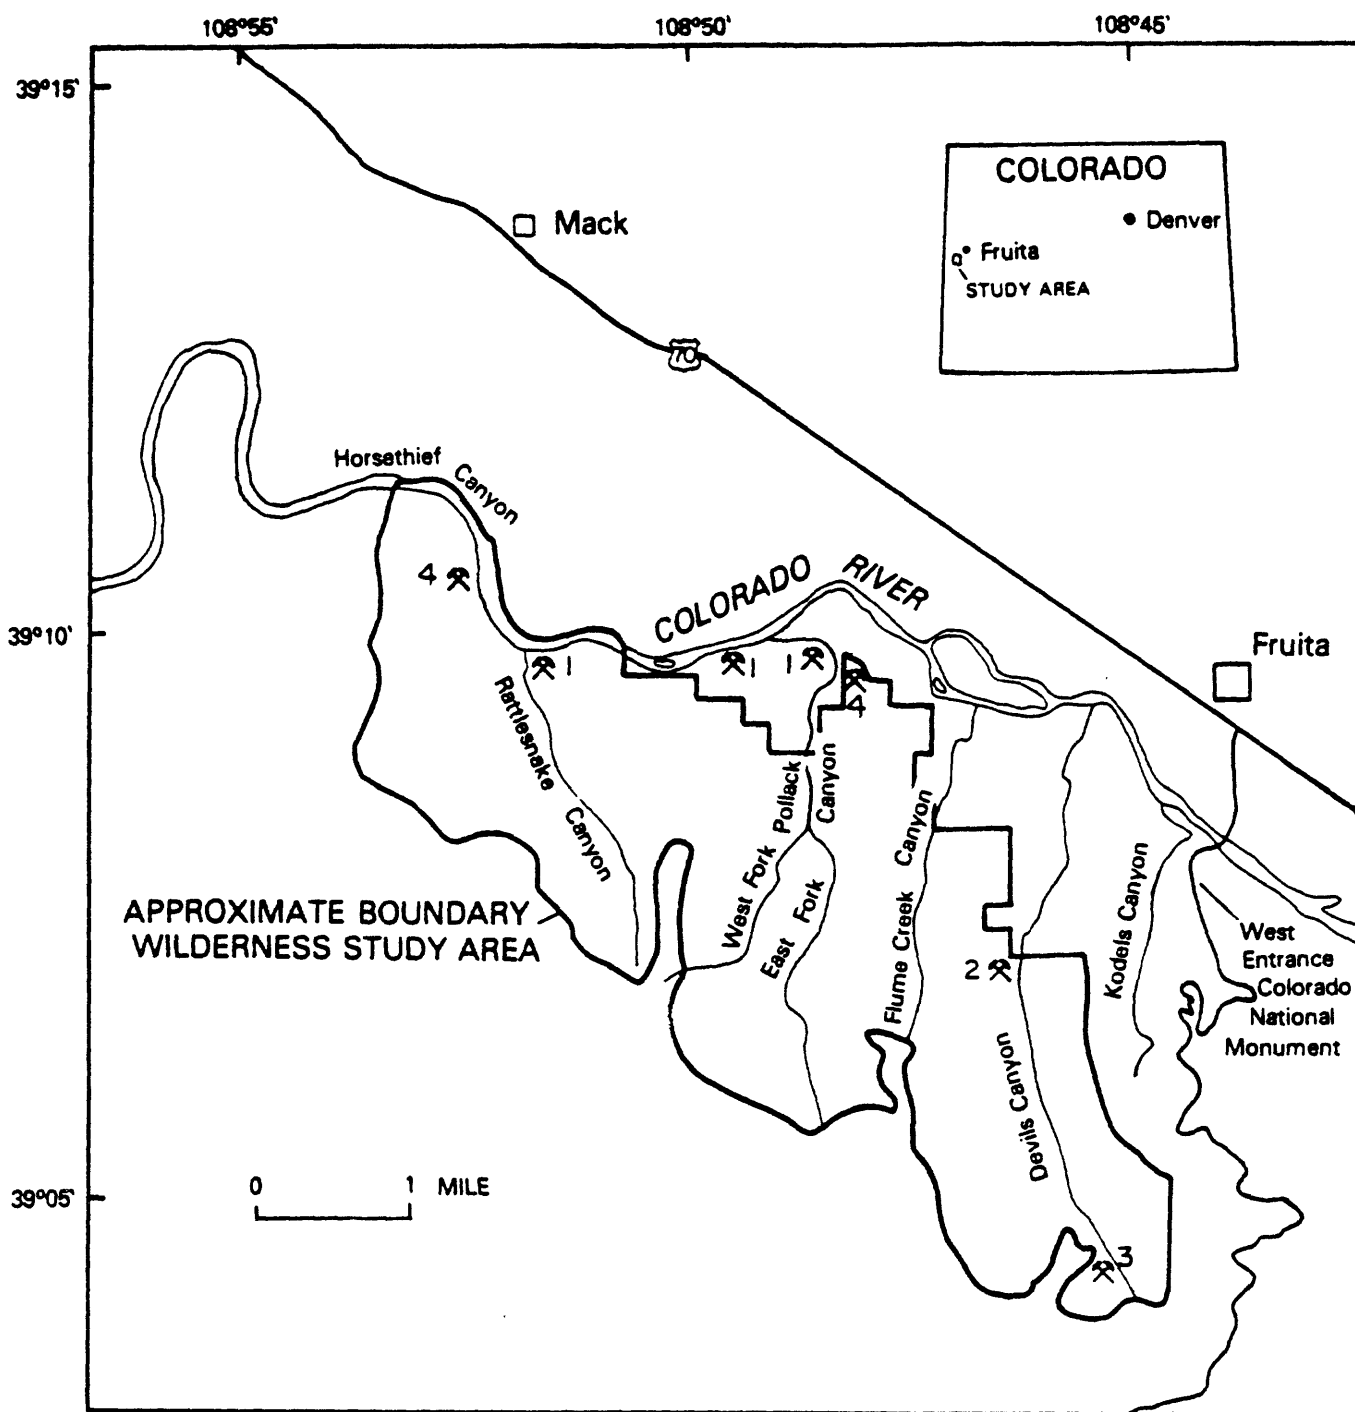 108°55'
108°50'
108°45'
39°15'
COLORADO
Denver
Fruita
STUDY AREA
Mack
70
Horsethief Canyon
4
COLORADO RIVER
39°10'
Fruita
1
1
1
4
Rattlesnake Canyon
West Fork Pollack Canyon
East Fork
Flume Creek Canyon
Kodels Canyon
APPROXIMATE BOUNDARY
WILDERNESS STUDY AREA
West
Entrance
Colorado
National
Monument
2
Devils Canyon
39°05'
0 1 MILE
3